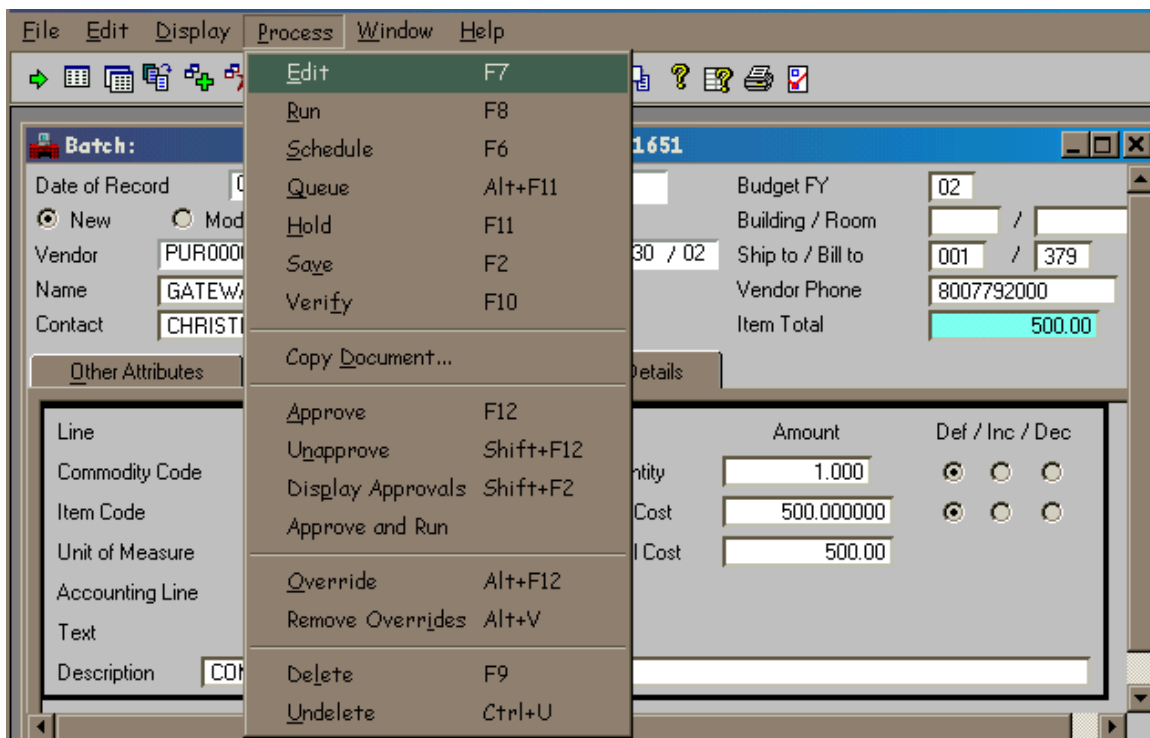 File Edit Display Process Window Help
Edit F7
Run F8
Schedule F6
Queue Alt+F11
Hold F11
Save F2
Verify F10
Copy Document...
Approve F12
Unapprove Shift+F12
Display Approvals Shift+F2
Approve and Run
Override Alt+F12
Remove Overrides Alt+V
Delete F9
Undelete Ctrl+U
Batch: 1651
Date of Record Budget FY 02
New Building / Room /
Vendor 30 / 02 Ship to / Bill to 001 / 379
Name Vendor Phone 8007792000
Contact Item Total 500.00
Other Attributes Details
Line Amount Def / Inc / Dec
Commodity Code 1.000
Item Code Cost 500.000000
Unit of Measure Cost 500.00
Accounting Line
Text
Description